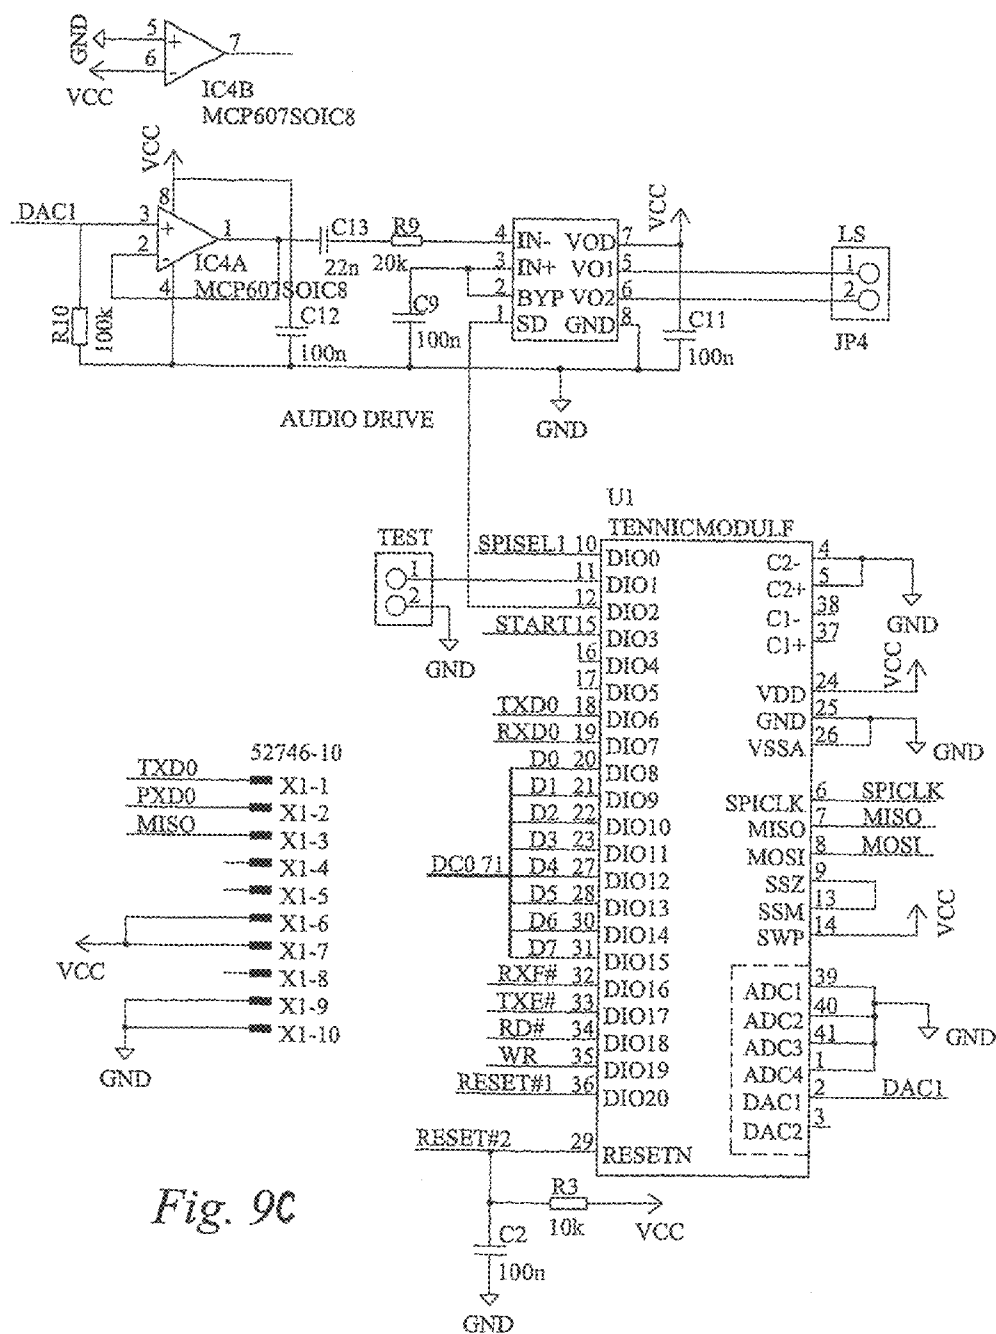 GND 5 + 7
VCC 6 -
IC4B
MCP607SOIC8
VCC
DAC1 3 + 8 1
2 - 4
IC4A
MCP607SOIC8
R10 100k
C12
100n
C13
22n
R9
20k
C9
100n
4 IN- VOD 7
3 IN+ VO1 5
2 BYP VO2 6
1 SD GND 8
VCC
C11
100n
LS
1
2
JP4
AUDIO DRIVE
GND
U1
TENNICMODULF
TEST
1
2
GND
SPISEL1 10 DIO0
11 DIO1
12 DIO2
START 15 DIO3
16 DIO4
17 DIO5
TXD0 18 DIO6
RXD0 19 DIO7
D0 20 DIO8
D1 21 DIO9
D2 22 DIO10
D3 23 DIO11
D4 27 DIO12
D5 28 DIO13
D6 30 DIO14
D7 31 DIO15
DC0 71
RXF# 32 DIO16
TXE# 33 DIO17
RD# 34 DIO18
WR 35 DIO19
RESET#1 36 DIO20
RESET#2 29 RESETN
C2- 4
C2+ 5
GND
C1- 38
C1+ 37
VDD 24 VCC
GND 25
VSSA 26
GND
SPICLK 6 SPICLK
MISO 7 MISO
MOSI 8 MOSI
SSZ 9
SSM 13
SWP 14 VCC
ADC1 39
ADC2 40
ADC3 41
ADC4 1
GND
DAC1 2 DAC1
DAC2 3
52746-10
TXD0 X1-1
PXD0 X1-2
MISO X1-3
X1-4
X1-5
X1-6
VCC X1-7
X1-8
X1-9
X1-10
GND
R3
10k
VCC
C2
100n
GND
Fig. 9C